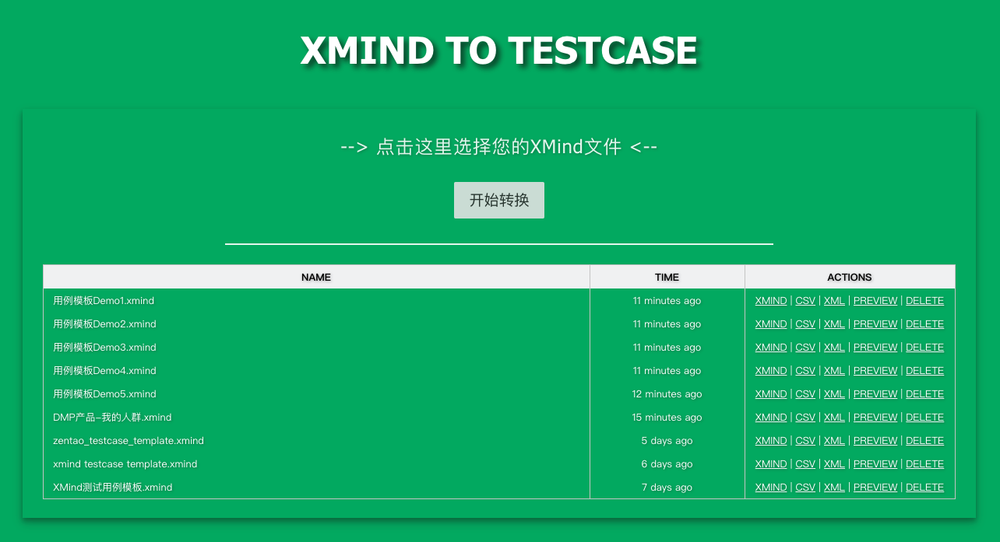 XMIND TO TESTCASE
--> 点击这里选择您的XMind文件 <--
开始转换
NAME TIME ACTIONS
用例模板Demo1.xmind 11 minutes ago XMIND | CSV | XML | PREVIEW | DELETE
用例模板Demo2.xmind 11 minutes ago XMIND | CSV | XML | PREVIEW | DELETE
用例模板Demo3.xmind 11 minutes ago XMIND | CSV | XML | PREVIEW | DELETE
用例模板Demo4.xmind 11 minutes ago XMIND | CSV | XML | PREVIEW | DELETE
用例模板Demo5.xmind 12 minutes ago XMIND | CSV | XML | PREVIEW | DELETE
DMP产品-我的人群.xmind 15 minutes ago XMIND | CSV | XML | PREVIEW | DELETE
zentao_testcase_template.xmind 5 days ago XMIND | CSV | XML | PREVIEW | DELETE
xmind testcase template.xmind 6 days ago XMIND | CSV | XML | PREVIEW | DELETE
XMind测试用例模板.xmind 7 days ago XMIND | CSV | XML | PREVIEW | DELETE